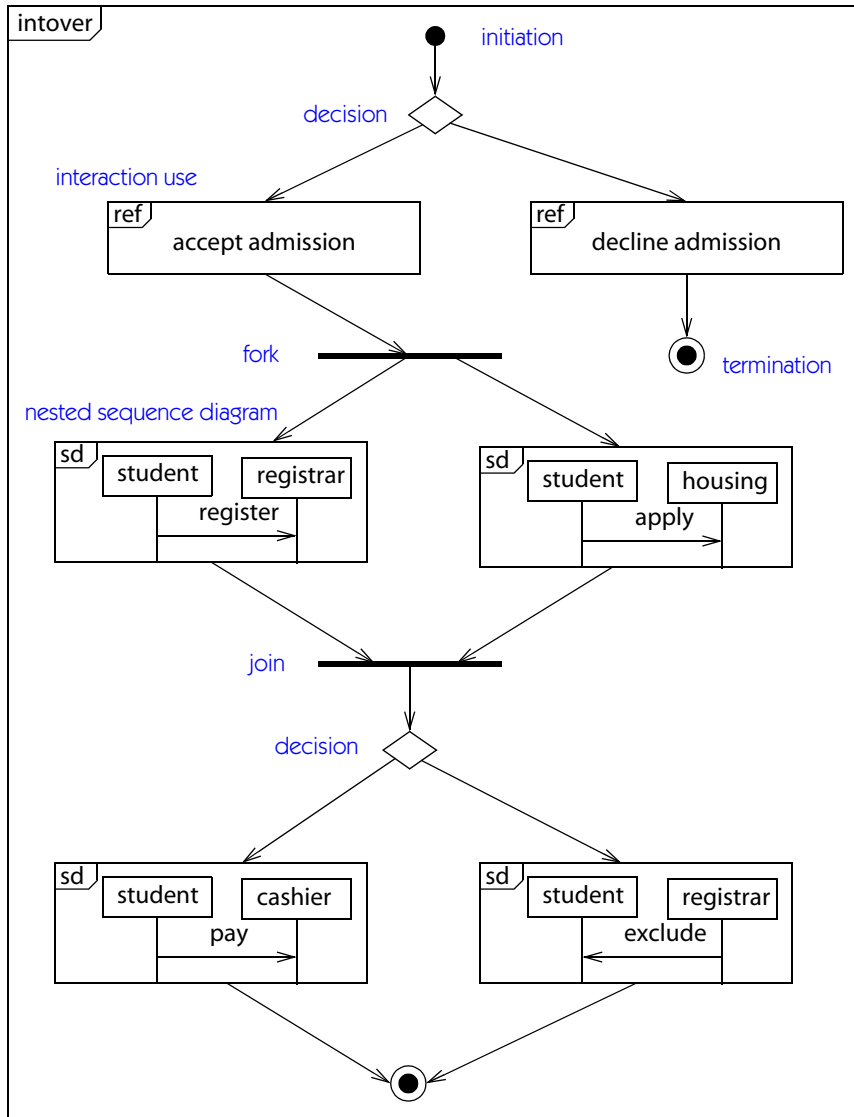 intover
initiation
decision
interaction use
ref
accept admission
ref
decline admission
fork
termination
nested sequence diagram
sd
student
registrar
register
sd
student
housing
apply
join
decision
sd
student
cashier
pay
sd
student
registrar
exclude